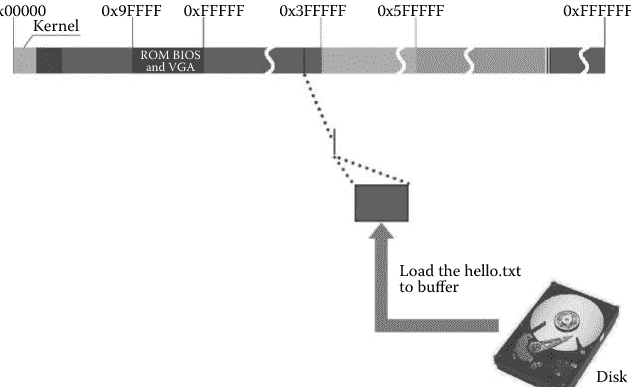 x00000 0x9FFFF 0xFFFFF 0x3FFFFF 0x5FFFFF 0xFFFFFF
Kernel
ROM BIOS
and VGA
Load the hello.txt
to buffer
Disk